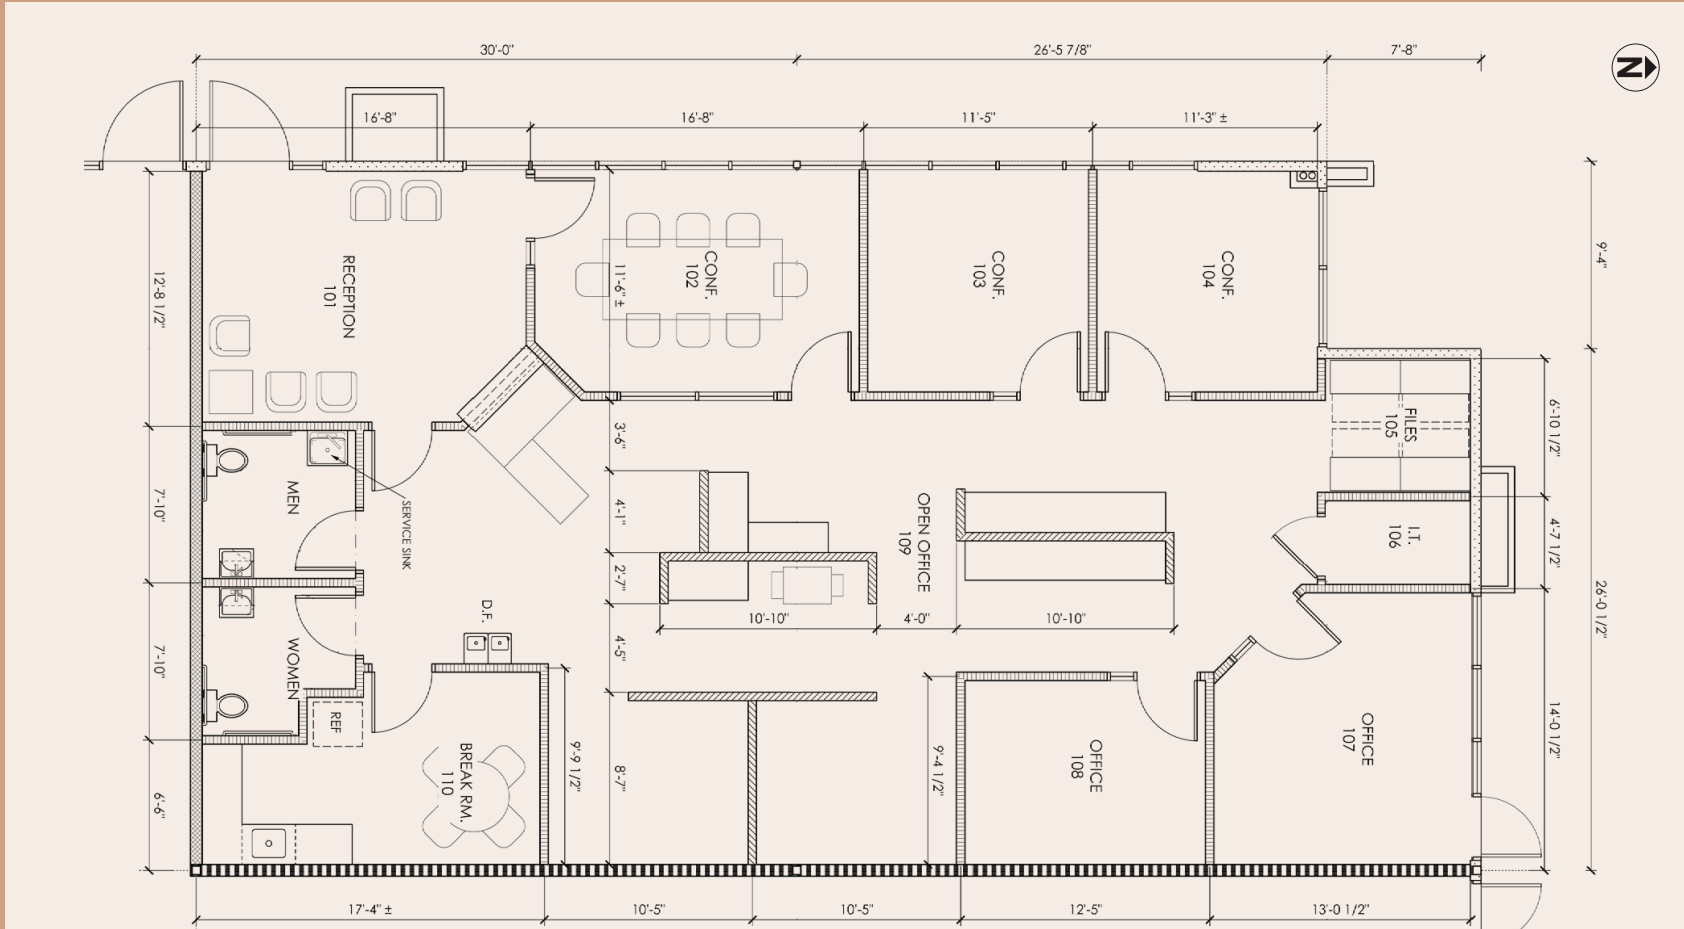 30'-0"
26'-5 7/8"
7'-8"
N
16'-8"
16'-8"
11'-5"
11'-3" ±
12'-8 1/2"
RECEPTION
101
11'-6" ±
CONF.
102
CONF.
103
CONF.
104
9'-4"
FILES
105
6'-10 1/2"
7'-10"
MEN
SERVICE SINK
3'-6"
4'-1"
2'-7"
OPEN OFFICE
109
I.T.
106
4'-7 1/2"
26'-0 1/2"
10'-10"
4'-0"
10'-10"
D.F.
7'-10"
WOMEN
4'-5"
REF
BREAK RM.
110
9'-9 1/2"
8'-7"
9'-4 1/2"
OFFICE
108
OFFICE
107
14'-0 1/2"
6'-6"
17'-4" ±
10'-5"
10'-5"
12'-5"
13'-0 1/2"